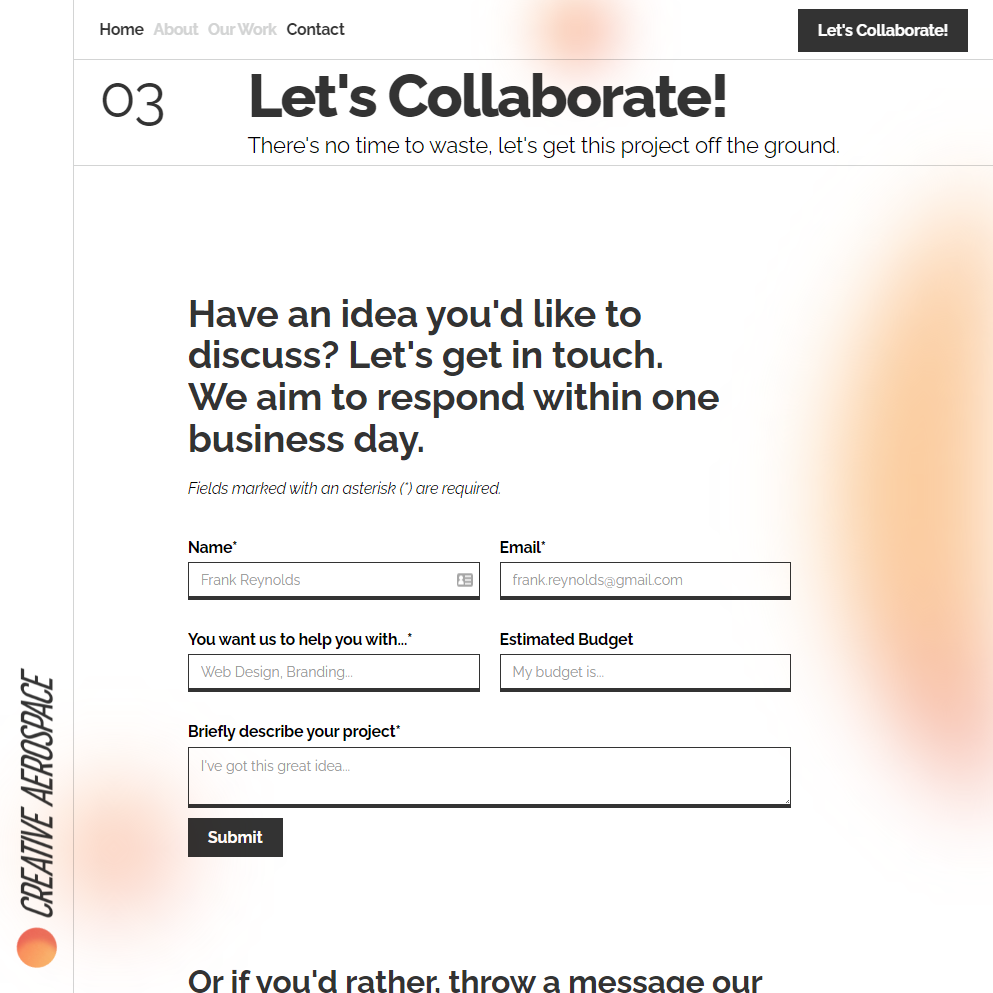 Home About Our Work Contact
Let's Collaborate!
03
Let's Collaborate!
There's no time to waste, let's get this project off the ground.
Have an idea you'd like to
discuss? Let's get in touch.
We aim to respond within one
business day.
Fields marked with an asterisk (*) are required.
Name* Email*
Frank Reynolds frank.reynolds@gmail.com
You want us to help you with...* Estimated Budget
Web Design, Branding... My budget is...
Briefly describe your project*
I've got this great idea...
Submit
CREATIVE AEROSPACE
Or if you'd rather, throw a message our